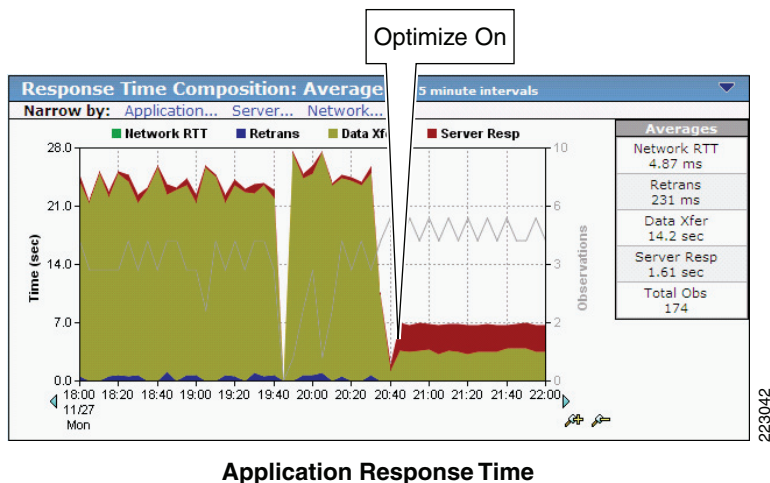 Optimize On
Response Time Composition: Average 5 minute intervals
Narrow by: Application... Server... Network...
Network RTT Retrans Data Xfe Server Resp
Averages
Network RTT
4.87 ms
Retrans
231 ms
Data Xfer
14.2 sec
Server Resp
1.61 sec
Total Obs
174
Time (sec)
28.0
21.0
14.0
7.0
0.0
10
6
3
2
0
Observations
18:00 18:20 18:40 19:00 19:20 19:40 20:00 20:20 20:40 21:00 21:20 21:40 22:00
11/27
Mon
223042
Application Response Time